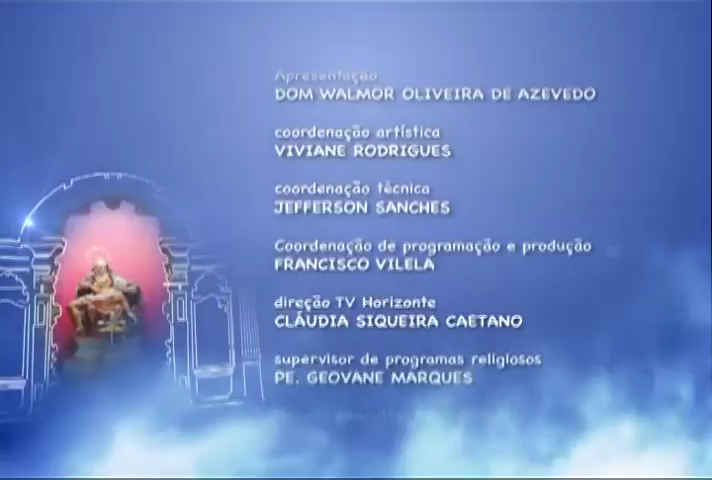 Apresentação
DOM WALMOR OLIVEIRA DE AZEVEDO
coordenação artística
VIVIANE RODRIGUES
coordenação técnica
JEFFERSON SANCHES
Coordenação de programação e produção
FRANCISCO VILELA
direção TV Horizonte
CLÁUDIA SIQUEIRA CAETANO
supervisor de programas religiosos
PE. GEOVANE MARQUES